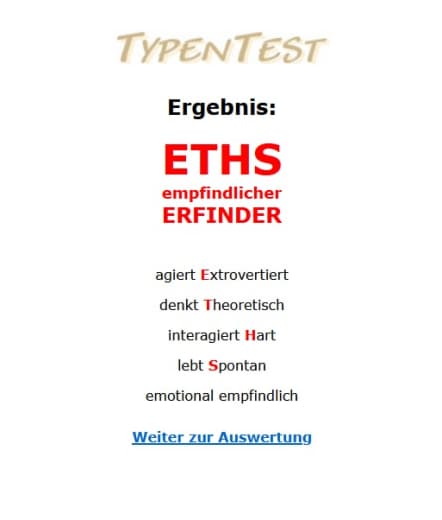 TYPENTEST
Ergebnis:
ETHS
empfindlicher
ERFINDER
agiert Extrovertiert
denkt Theoretisch
interagiert Hart
lebt Spontan
emotional empfindlich
Weiter zur Auswertung